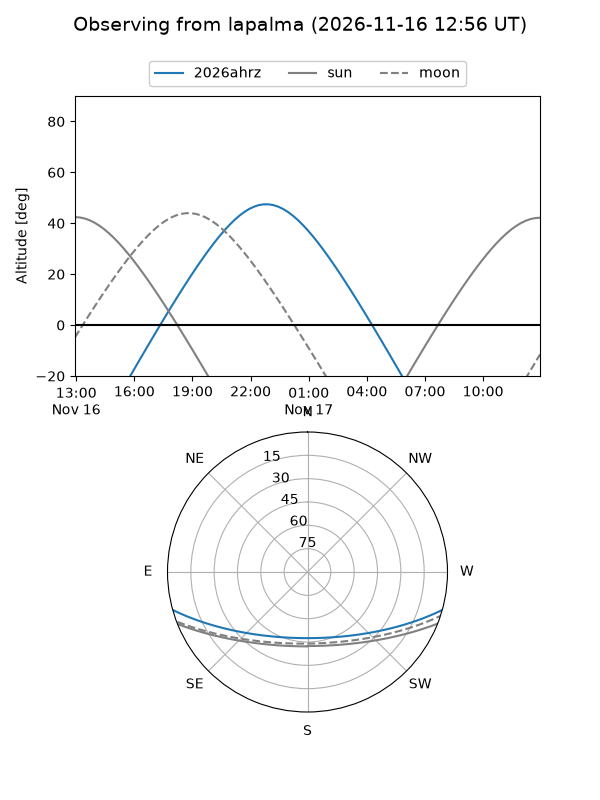 Observing from lapalma (2026-11-16 12:56 UT)
2026ahrz sun moon
Altitude [deg]
80
60
40
20
0
−20
13:00 16:00 19:00 22:00 01:00 04:00 07:00 10:00
Nov 16 Nov 17
N
NE NW
15
30
45
60
75
E W
SE SW
S